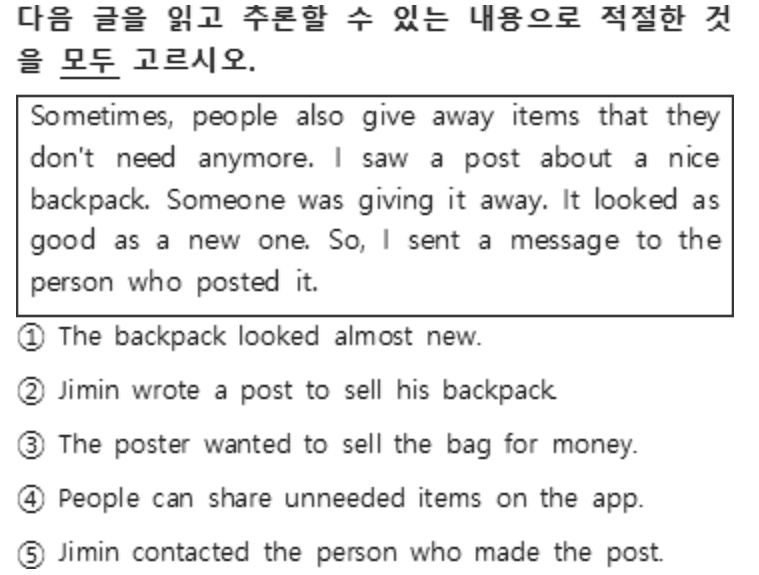 다음 글을 읽고 추론할 수 있는 내용으로 적절한 것
을 모두 고르시오.
Sometimes, people also give away items that they
don't need anymore. I saw a post about a nice
backpack. Someone was giving it away. It looked as
good as a new one. So, I sent a message to the
person who posted it.
① The backpack looked almost new.
② Jimin wrote a post to sell his backpack.
③ The poster wanted to sell the bag for money.
④ People can share unneeded items on the app.
⑤ Jimin contacted the person who made the post.